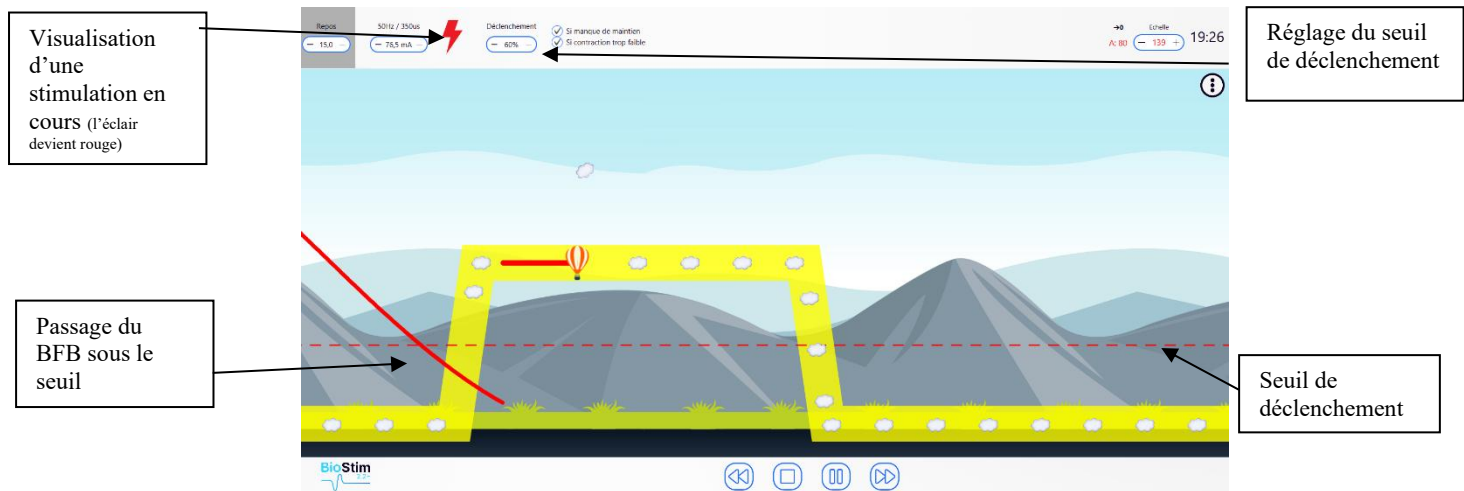 Visualisation
d'une
stimulation en
cours (l'éclair
devient rouge)
Repos
− 15,0 −
50Hz / 350us
− 76,5 mA −
Déclenchement
− 60% −
Si manque de maintien
Si contraction trop faible
→0
A: 80
Echelle
− 139 +
19:26
Réglage du seuil
de déclenchement
Passage du
BFB sous le
seuil
Seuil de
déclenchement
BioStim